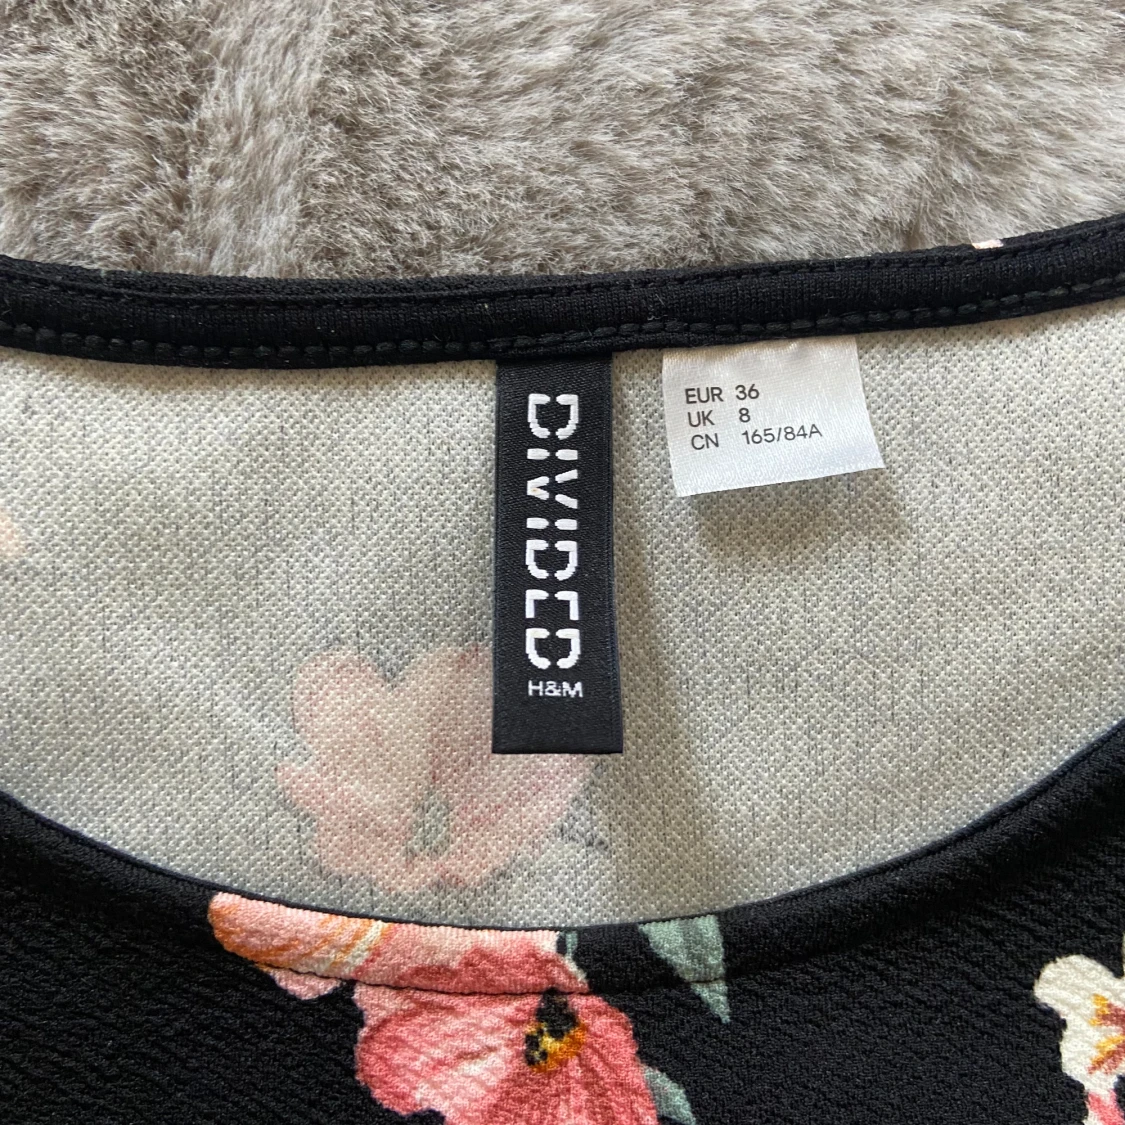 DIVIDED
H&M
EUR 36
UK 8
CN 165/84A